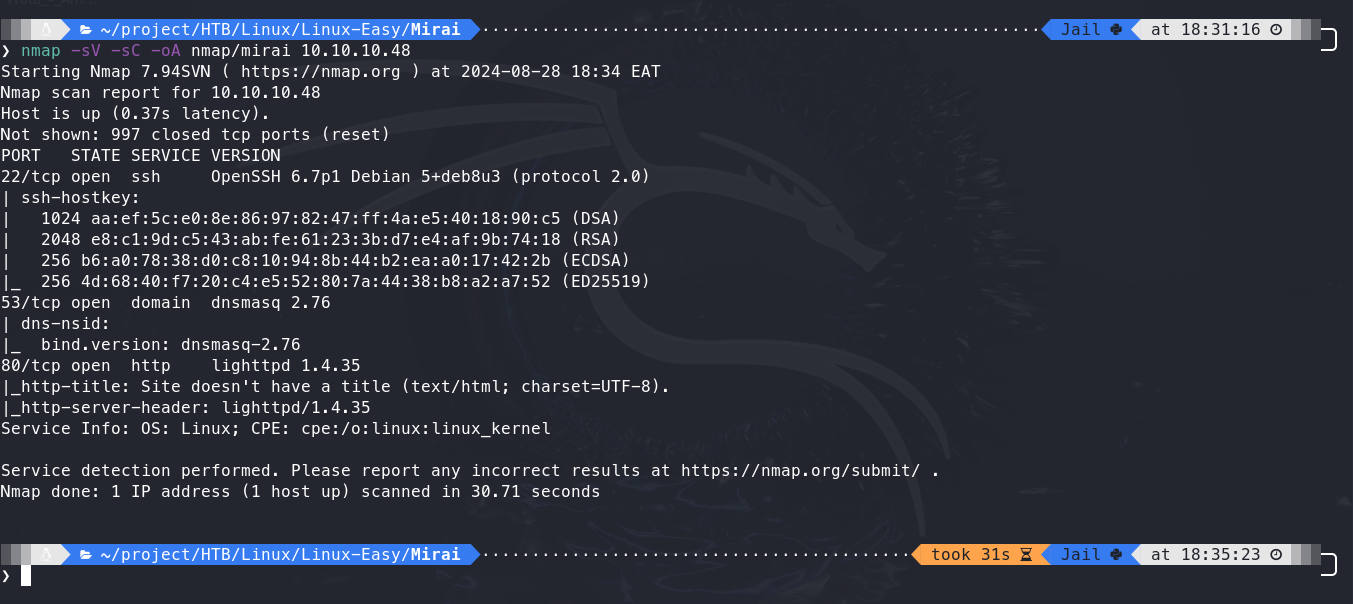 ~/project/HTB/Linux/Linux-Easy/Mirai Jail at 18:31:16
❯ nmap -sV -sC -oA nmap/mirai 10.10.10.48
Starting Nmap 7.94SVN ( https://nmap.org ) at 2024-08-28 18:34 EAT
Nmap scan report for 10.10.10.48
Host is up (0.37s latency).
Not shown: 997 closed tcp ports (reset)
PORT   STATE SERVICE VERSION
22/tcp open  ssh     OpenSSH 6.7p1 Debian 5+deb8u3 (protocol 2.0)
| ssh-hostkey:
|   1024 aa:ef:5c:e0:8e:86:97:82:47:ff:4a:e5:40:18:90:c5 (DSA)
|   2048 e8:c1:9d:c5:43:ab:fe:61:23:3b:d7:e4:af:9b:74:18 (RSA)
|   256 b6:a0:78:38:d0:c8:10:94:8b:44:b2:ea:a0:17:42:2b (ECDSA)
|_  256 4d:68:40:f7:20:c4:e5:52:80:7a:44:38:b8:a2:a7:52 (ED25519)
53/tcp open  domain  dnsmasq 2.76
| dns-nsid:
|_  bind.version: dnsmasq-2.76
80/tcp open  http    lighttpd 1.4.35
|_http-title: Site doesn't have a title (text/html; charset=UTF-8).
|_http-server-header: lighttpd/1.4.35
Service Info: OS: Linux; CPE: cpe:/o:linux:linux_kernel
Service detection performed. Please report any incorrect results at https://nmap.org/submit/ .
Nmap done: 1 IP address (1 host up) scanned in 30.71 seconds
~/project/HTB/Linux/Linux-Easy/Mirai took 31s Jail at 18:35:23
❯